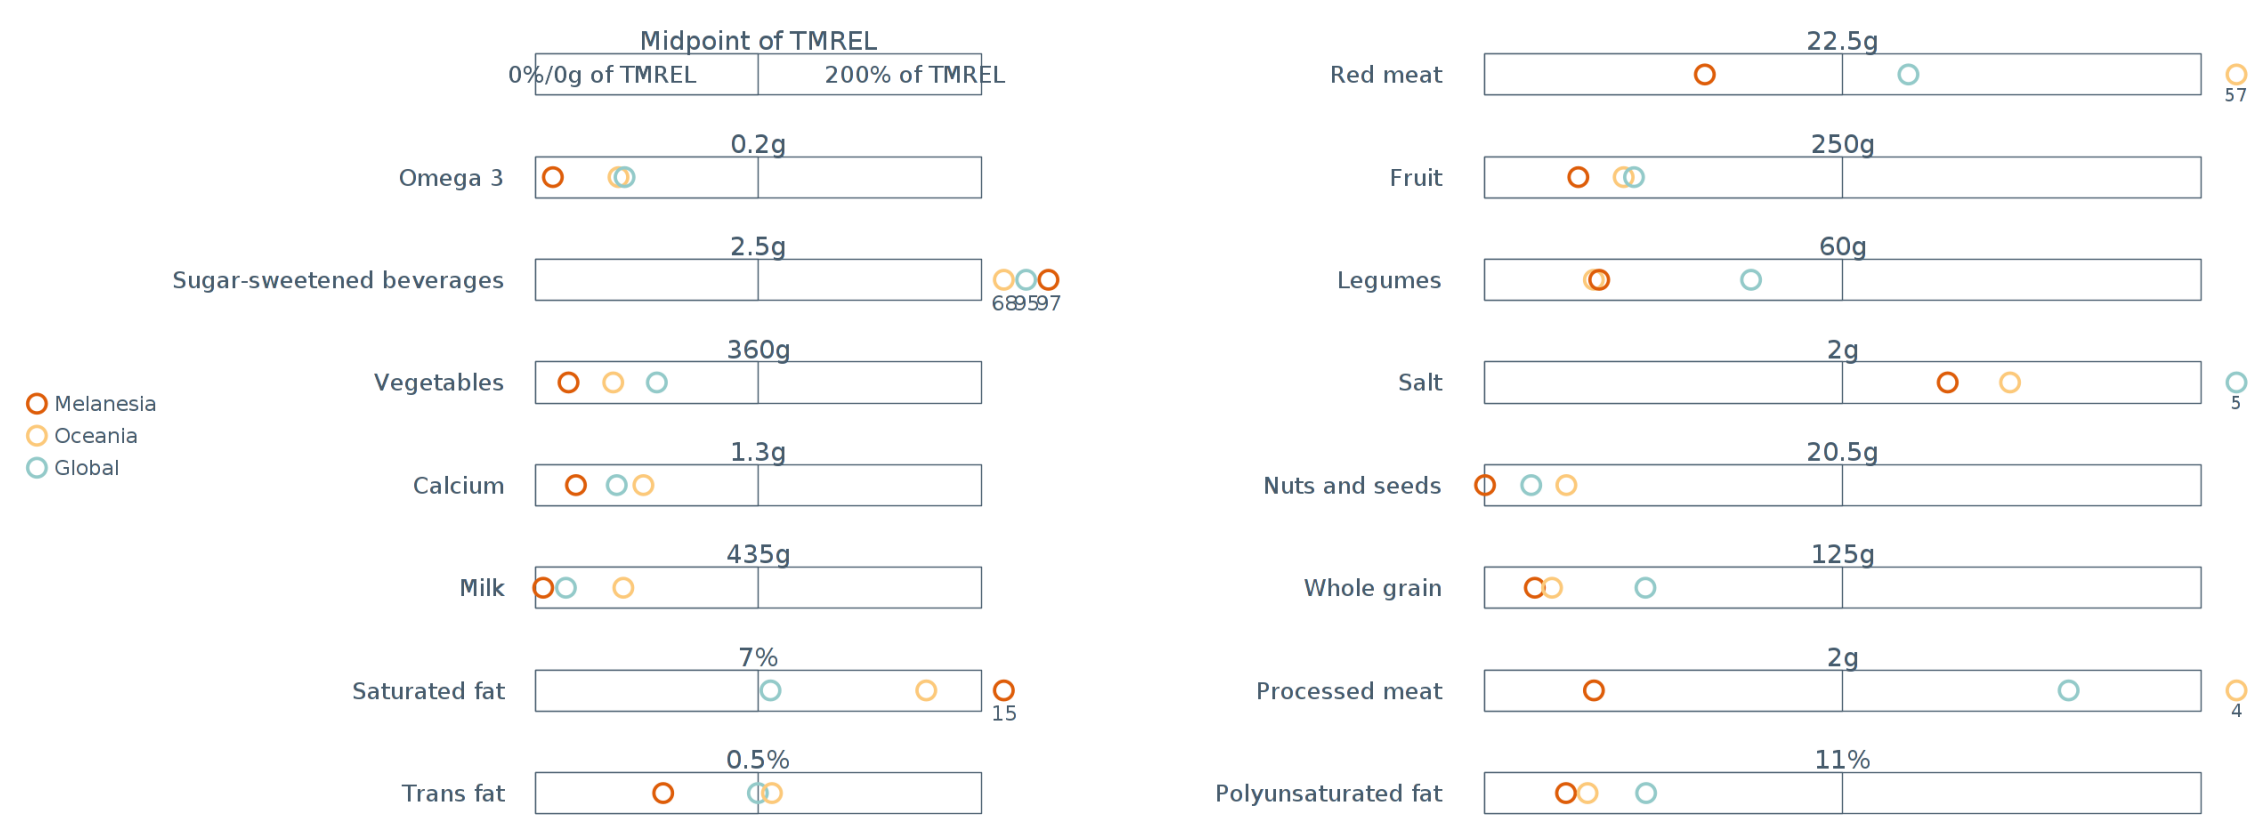 Midpoint of TMREL
0%/0g of TMREL
200% of TMREL
0.2g
Omega 3
2.5g
Sugar-sweetened beverages
68
95
97
360g
Vegetables
1.3g
Calcium
435g
Milk
7%
Saturated fat
15
0.5%
Trans fat
Melanesia
Oceania
Global
22.5g
Red meat
57
250g
Fruit
60g
Legumes
2g
Salt
5
20.5g
Nuts and seeds
125g
Whole grain
2g
Processed meat
4
11%
Polyunsaturated fat